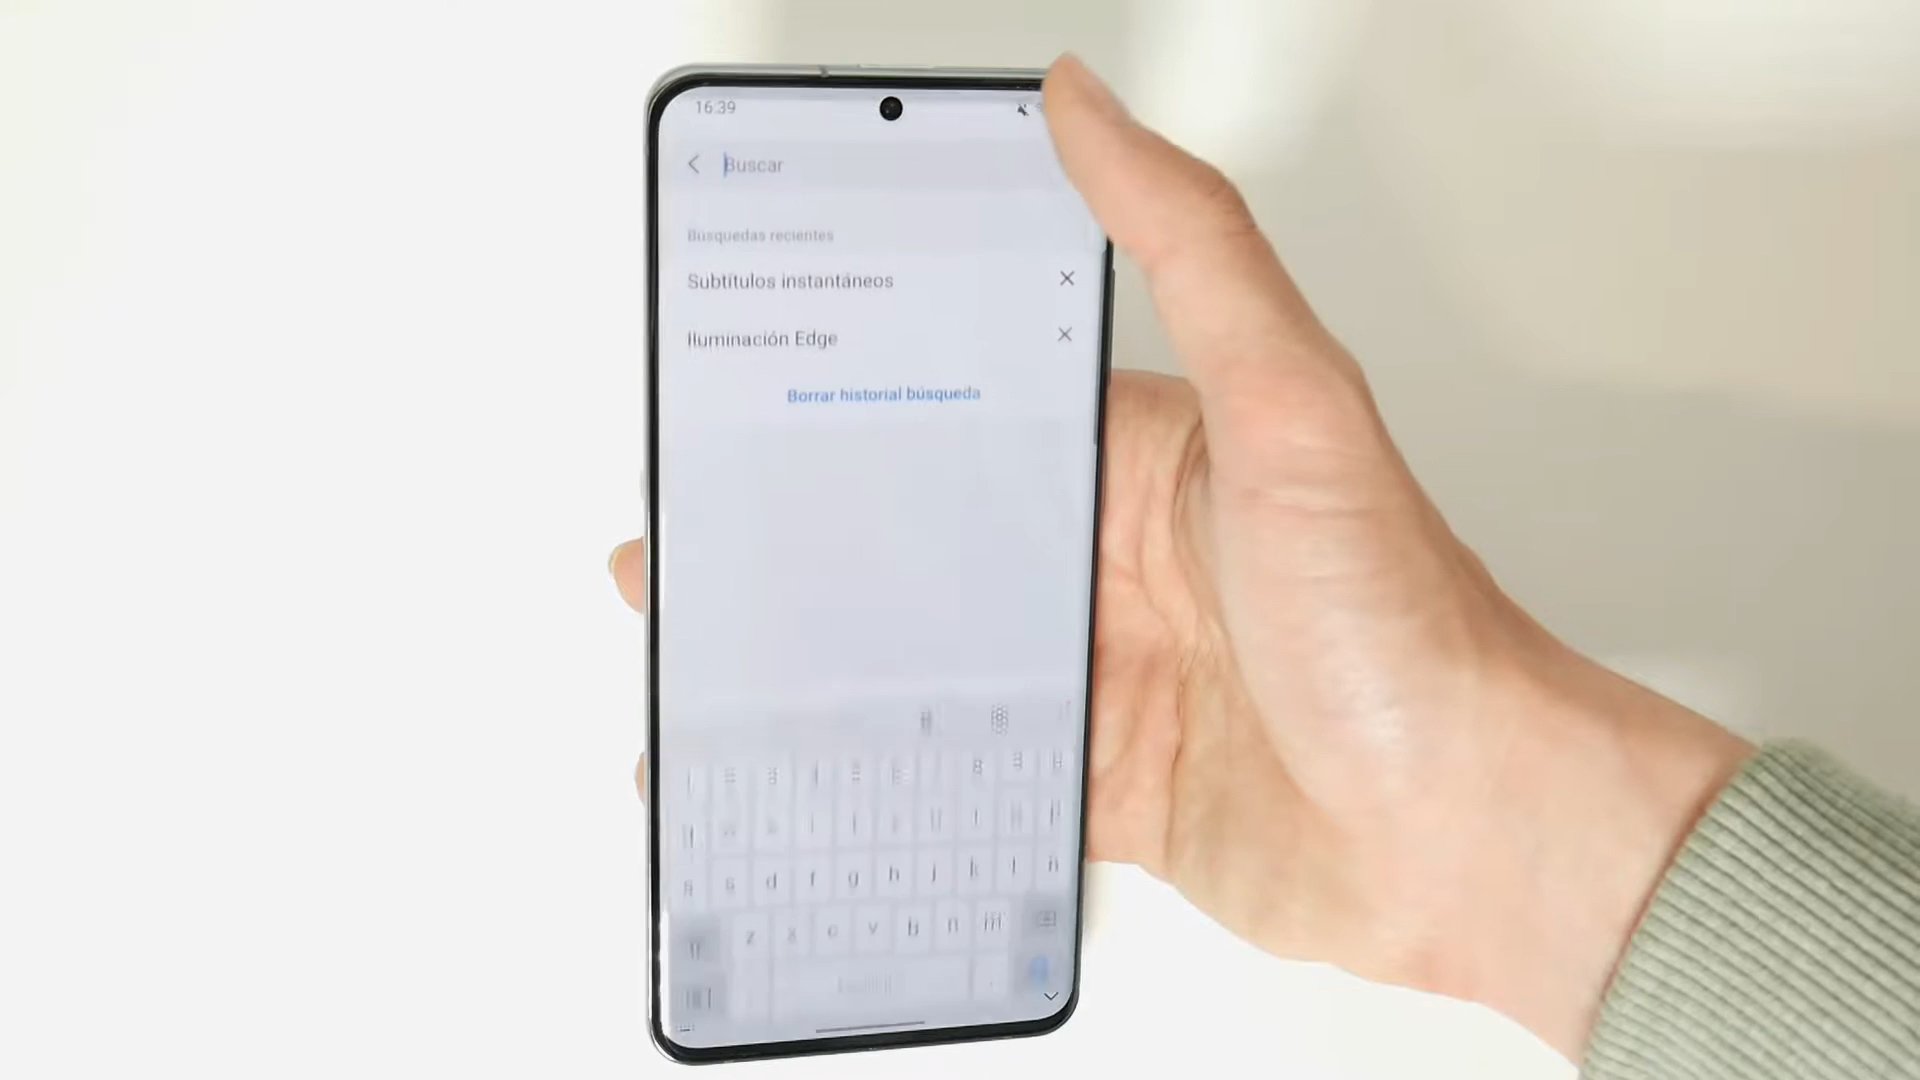 16:39
Buscar
Búsquedas recientes
Subtítulos instantáneos
Iluminación Edge
Borrar historial búsqueda
d f g h j k l ñ
z x c v b n m